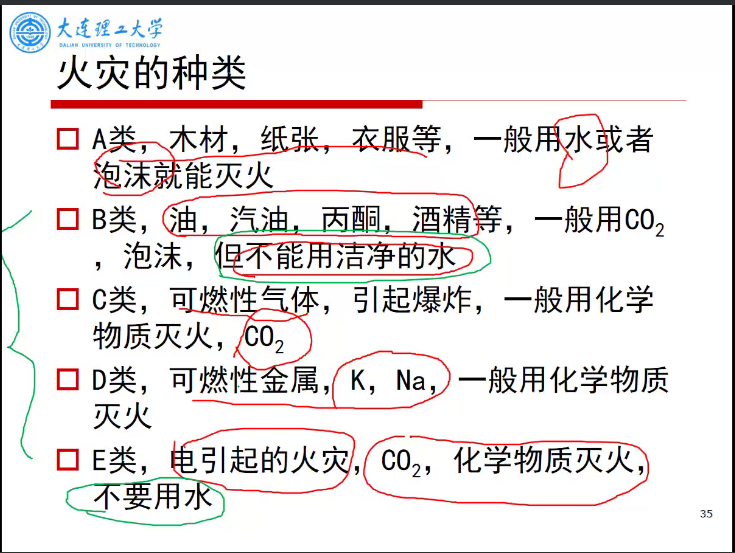 大连理工大学
DALIAN UNIVERSITY OF TECHNOLOGY
火灾的种类
A类，木材，纸张，衣服等，一般用水或者
泡沫就能灭火
B类，油，汽油，丙酮，酒精等，一般用CO₂
，泡沫，但不能用洁净的水
C类，可燃性气体，引起爆炸，一般用化学
物质灭火，CO₂
D类，可燃性金属，K，Na，一般用化学物质
灭火
E类，电引起的火灾，CO₂，化学物质灭火，
不要用水
35